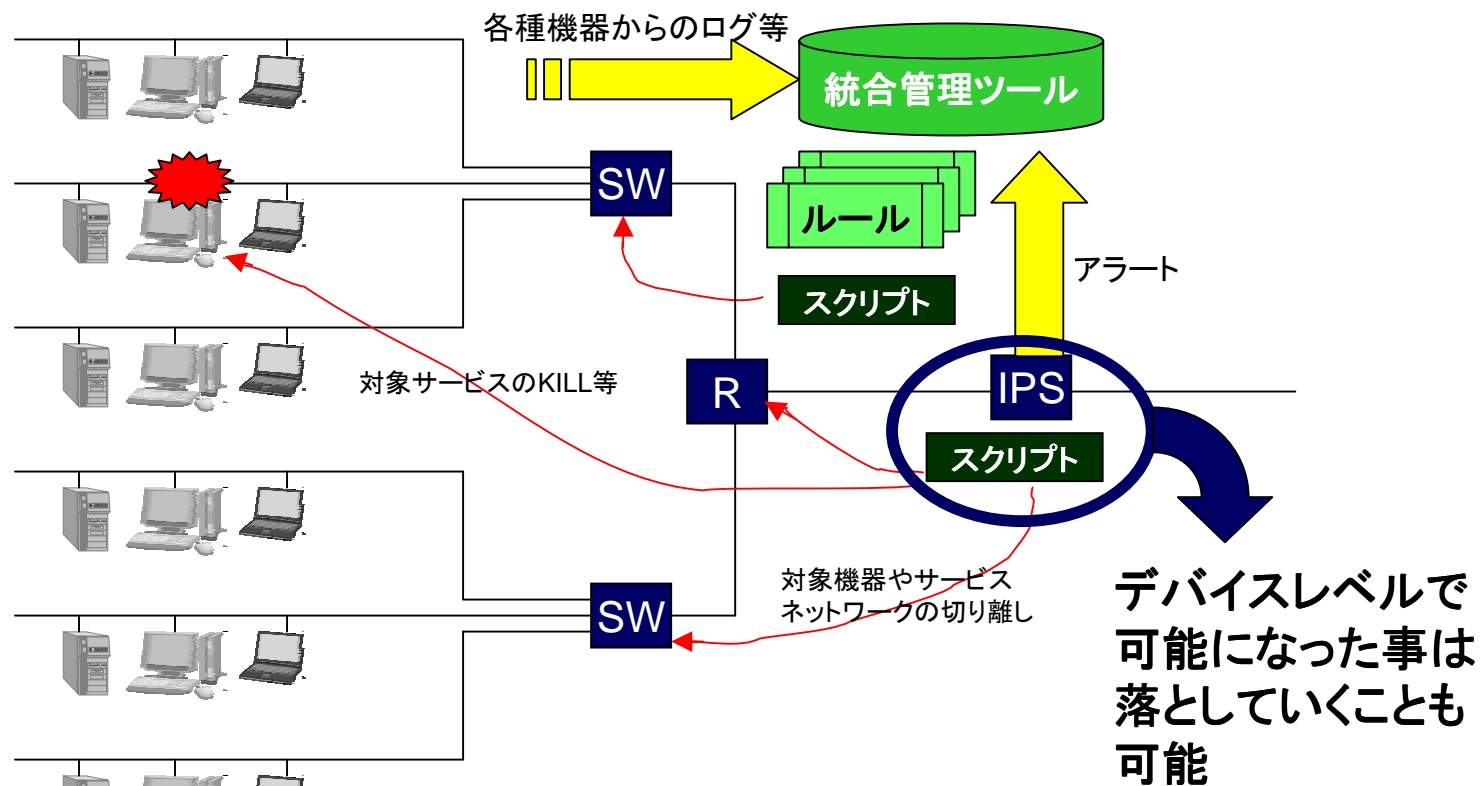 各種機器からのログ等
統合管理ツール
SW
ルール
アラート
スクリプト
対象サービスのKILL等
R
IPS
スクリプト
対象機器やサービス
ネットワークの切り離し
SW
デバイスレベルで
可能になった事は
落としていくことも
可能